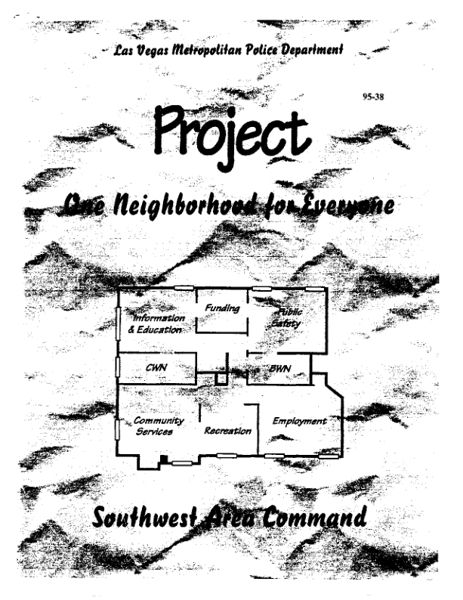 Las Vegas Metropolitan Police Department
95-38
Project
One Neighborhood for Everyone
Information
& Education
Funding
Public
Safety
CWN
BWN
Community
Services
Recreation
Employment
Southwest Area Command